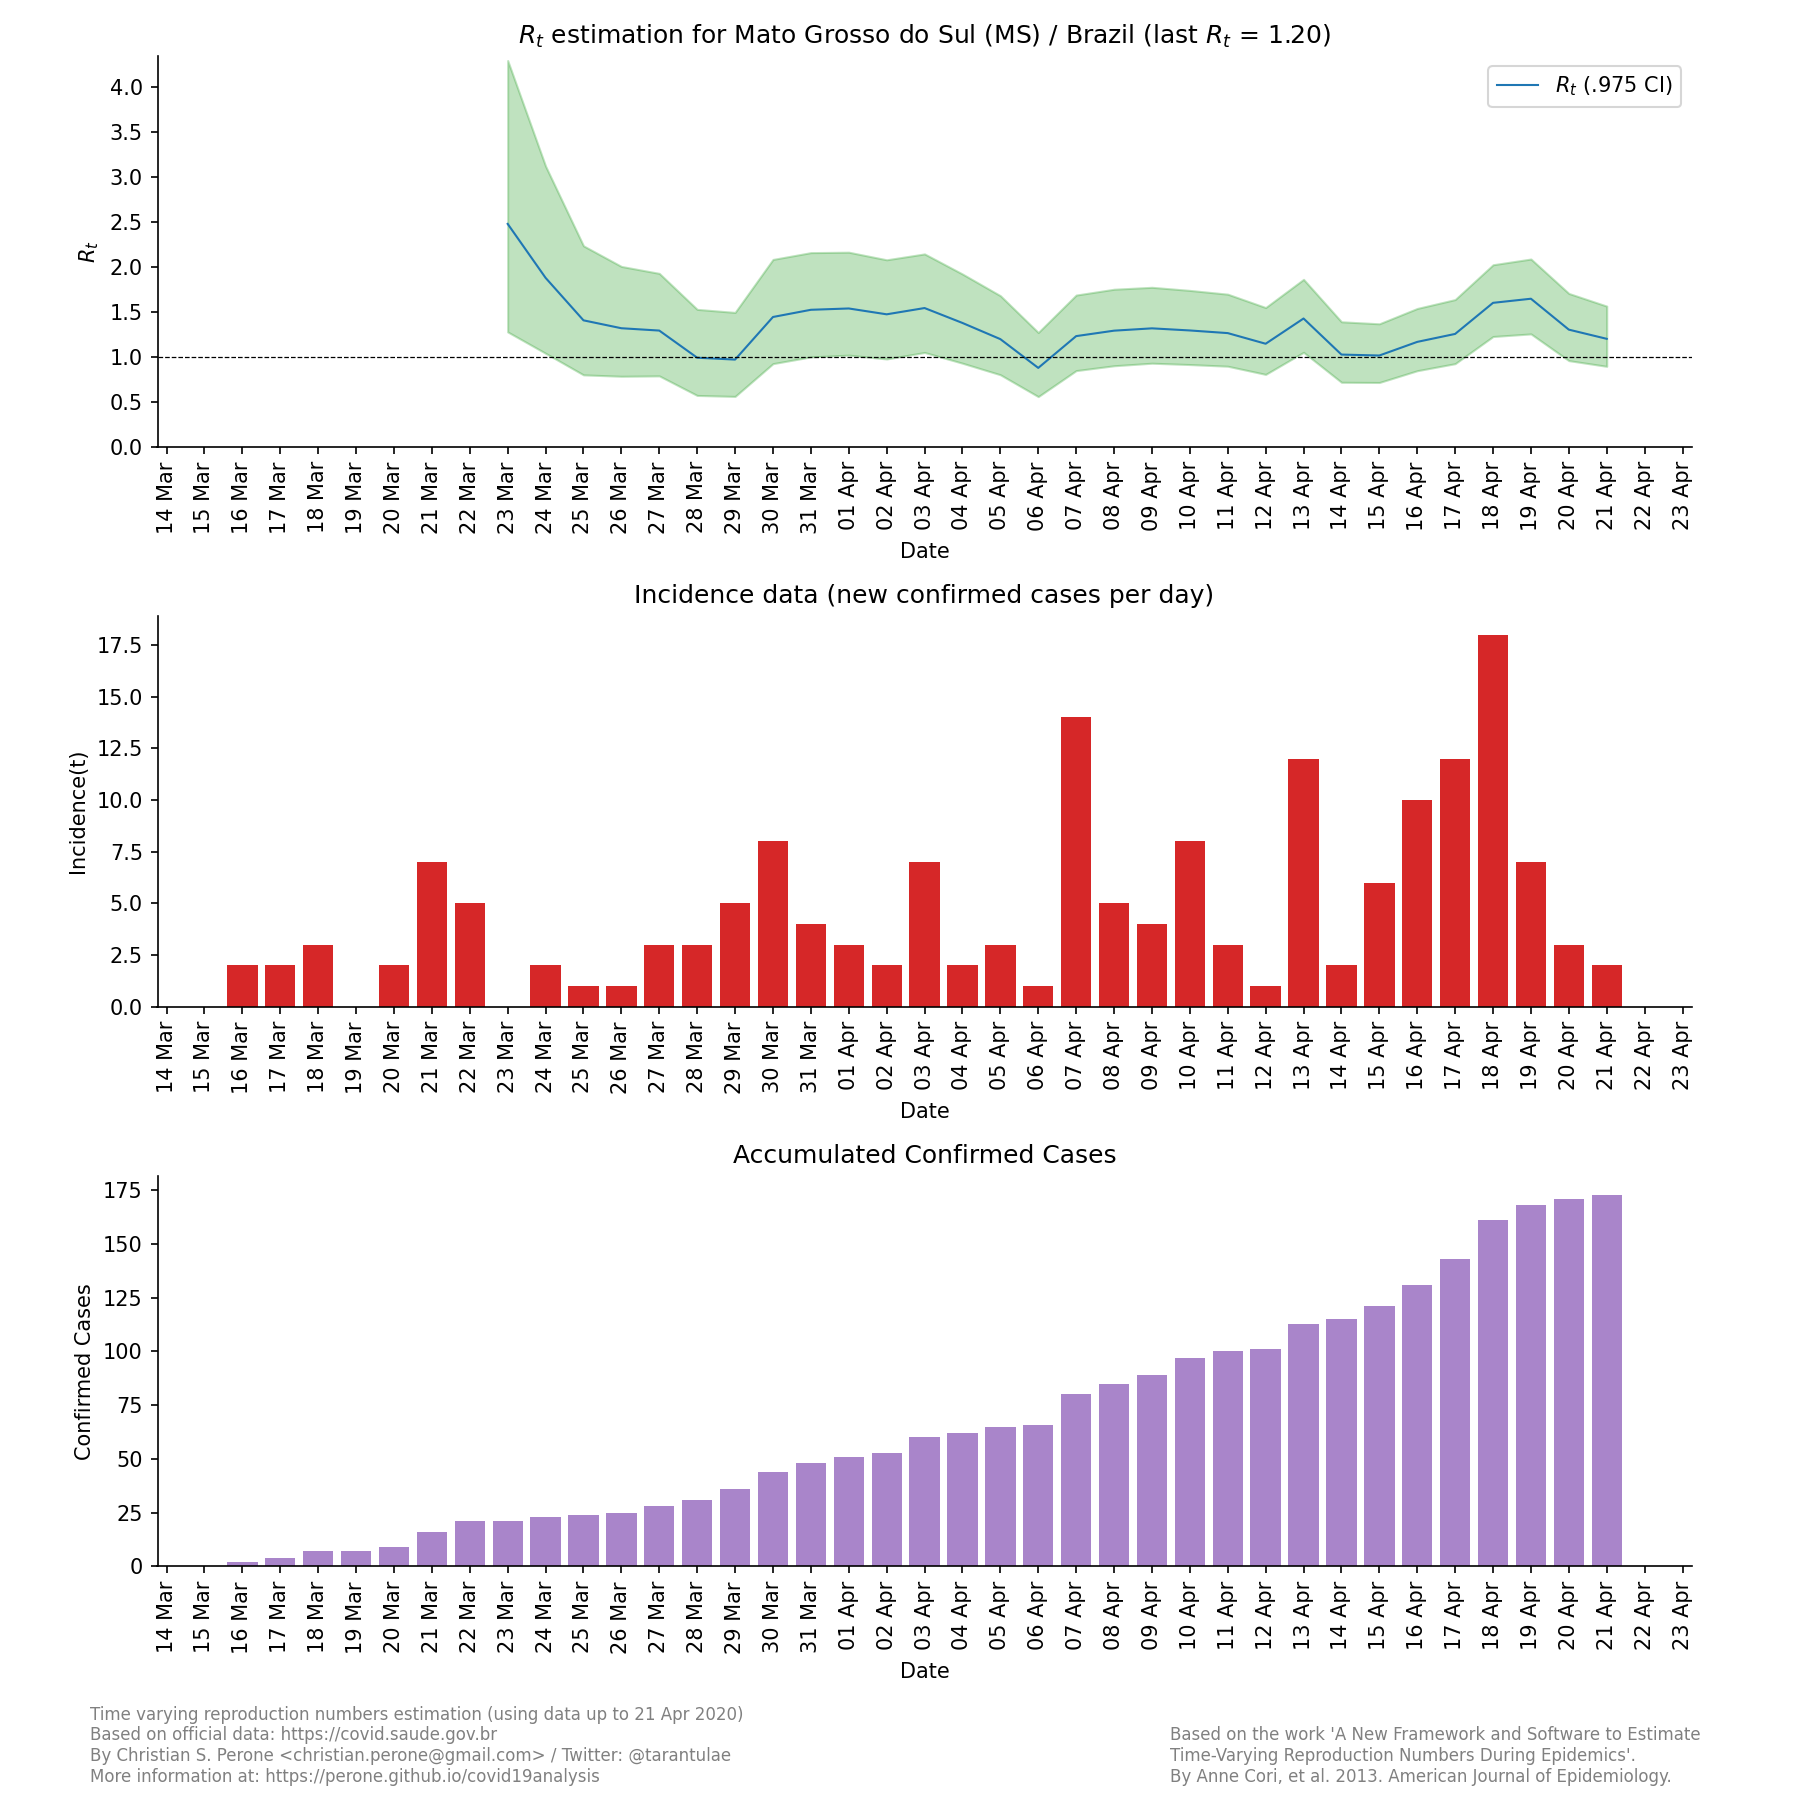 R_t estimation for Mato Grosso do Sul (MS) / Brazil (last R_t = 1.20)
R_t (.975 CI)
4.0
3.5
3.0
2.5
2.0
1.5
1.0
0.5
0.0
R_t
14 Mar 15 Mar 16 Mar 17 Mar 18 Mar 19 Mar 20 Mar 21 Mar 22 Mar 23 Mar 24 Mar 25 Mar 26 Mar 27 Mar 28 Mar 29 Mar 30 Mar 31 Mar 01 Apr 02 Apr 03 Apr 04 Apr 05 Apr 06 Apr 07 Apr 08 Apr 09 Apr 10 Apr 11 Apr 12 Apr 13 Apr 14 Apr 15 Apr 16 Apr 17 Apr 18 Apr 19 Apr 20 Apr 21 Apr 22 Apr 23 Apr
Date
Incidence data (new confirmed cases per day)
17.5
15.0
12.5
10.0
7.5
5.0
2.5
0.0
Incidence(t)
14 Mar 15 Mar 16 Mar 17 Mar 18 Mar 19 Mar 20 Mar 21 Mar 22 Mar 23 Mar 24 Mar 25 Mar 26 Mar 27 Mar 28 Mar 29 Mar 30 Mar 31 Mar 01 Apr 02 Apr 03 Apr 04 Apr 05 Apr 06 Apr 07 Apr 08 Apr 09 Apr 10 Apr 11 Apr 12 Apr 13 Apr 14 Apr 15 Apr 16 Apr 17 Apr 18 Apr 19 Apr 20 Apr 21 Apr 22 Apr 23 Apr
Date
Accumulated Confirmed Cases
175
150
125
100
75
50
25
0
Confirmed Cases
14 Mar 15 Mar 16 Mar 17 Mar 18 Mar 19 Mar 20 Mar 21 Mar 22 Mar 23 Mar 24 Mar 25 Mar 26 Mar 27 Mar 28 Mar 29 Mar 30 Mar 31 Mar 01 Apr 02 Apr 03 Apr 04 Apr 05 Apr 06 Apr 07 Apr 08 Apr 09 Apr 10 Apr 11 Apr 12 Apr 13 Apr 14 Apr 15 Apr 16 Apr 17 Apr 18 Apr 19 Apr 20 Apr 21 Apr 22 Apr 23 Apr
Date
Time varying reproduction numbers estimation (using data up to 21 Apr 2020)
Based on official data: https://covid.saude.gov.br
By Christian S. Perone <christian.perone@gmail.com> / Twitter: @tarantulae
More information at: https://perone.github.io/covid19analysis
Based on the work 'A New Framework and Software to Estimate
Time-Varying Reproduction Numbers During Epidemics'.
By Anne Cori, et al. 2013. American Journal of Epidemiology.